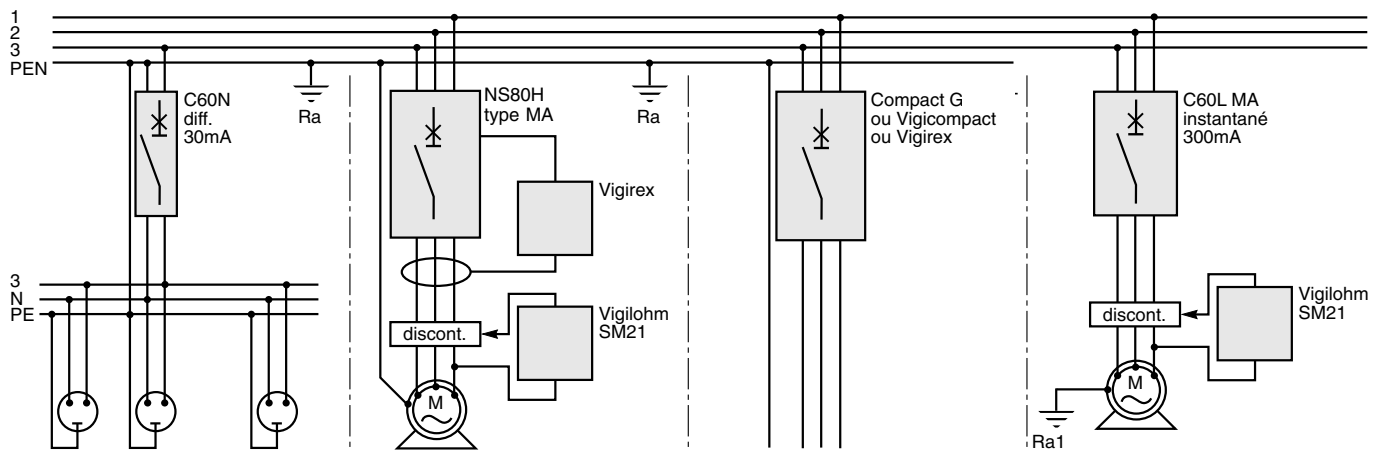 1
2
3
PEN
C60N
diff.
30mA
Ra
NS80H
type MA
Ra
Compact G
ou Vigicompact
ou Vigirex
C60L MA
instantané
300mA
Vigirex
3
N
PE
discont.
Vigilohm
SM21
discont.
Vigilohm
SM21
M
M
Ra1